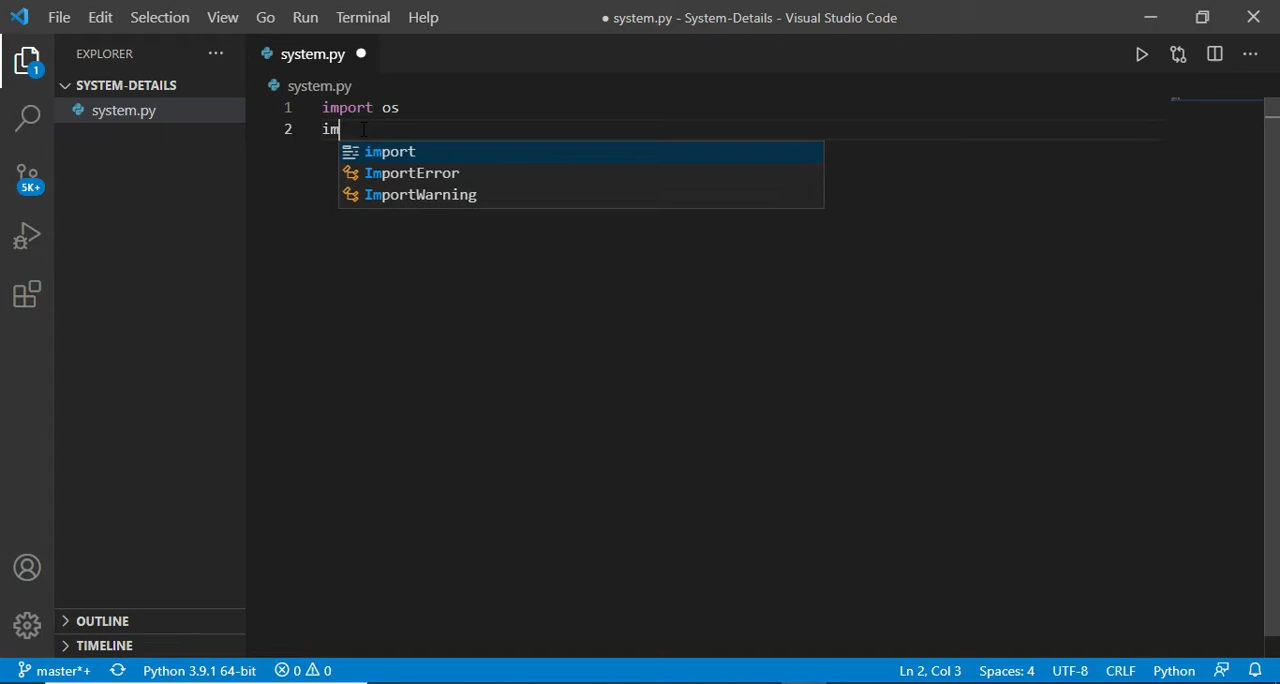 File Edit Selection View Go Run Terminal Help ● system.py - System-Details - Visual Studio Code
EXPLORER ··· system.py ● ···
1
SYSTEM-DETAILS
system.py
system.py
1 import os
2 im
import
ImportError
ImportWarning
5K+
OUTLINE
TIMELINE
master*+ Python 3.9.1 64-bit 0 0 Ln 2, Col 3 Spaces: 4 UTF-8 CRLF Python